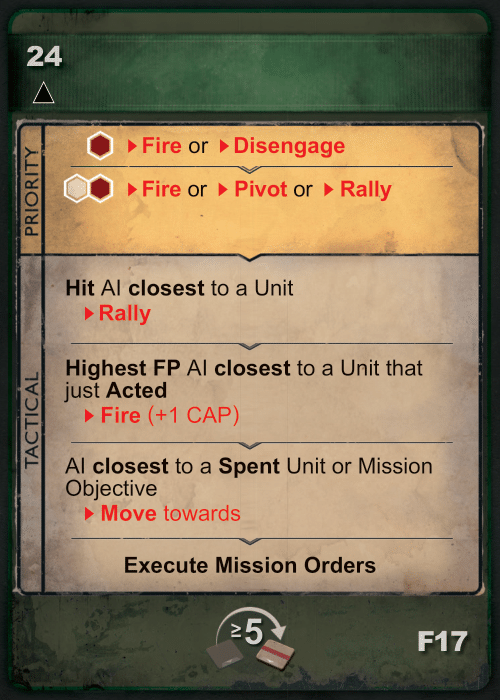 24
PRIORITY
Fire or Disengage
Fire or Pivot or Rally
TACTICAL
Hit AI closest to a Unit
Rally
Highest FP AI closest to a Unit that
just Acted
Fire (+1 CAP)
AI closest to a Spent Unit or Mission
Objective
Move towards
Execute Mission Orders
≥5
F17